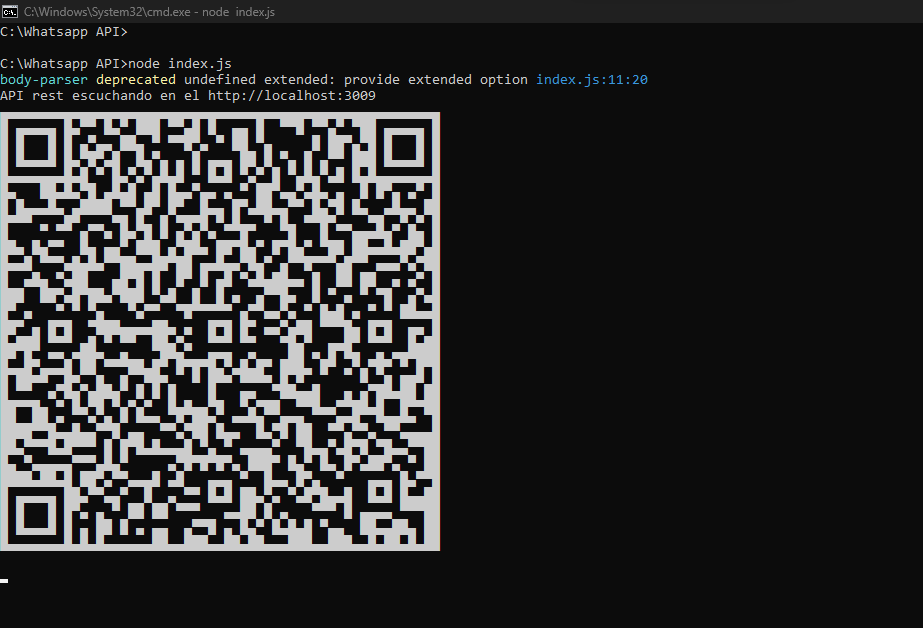 C:\Windows\System32\cmd.exe - node  index.js
C:\Whatsapp API>
C:\Whatsapp API>node index.js
body-parser deprecated undefined extended: provide extended option index.js:11:20
API rest escuchando en el http://localhost:3009